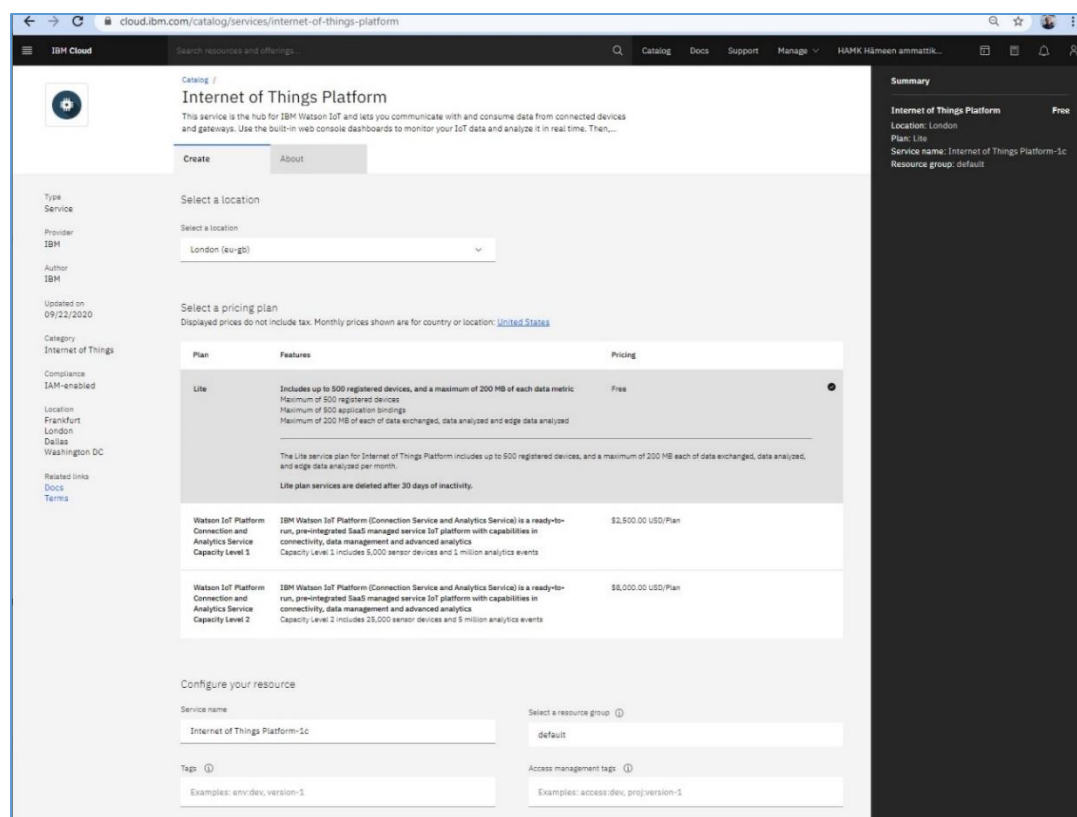 cloud.ibm.com/catalog/services/internet-of-things-platform
IBM Cloud
Search resources and offerings...
Catalog
Docs
Support
Manage
HAMK Hämeen ammattik...
Catalog /
Internet of Things Platform
This service is the hub for IBM Watson IoT and lets you communicate with and consume data from connected devices
and gateways. Use the built-in web console dashboards to monitor your IoT data and analyze it in real time. Then,...
Create
About
Type
Service
Provider
IBM
Author
IBM
Updated on
09/22/2020
Category
Internet of Things
Compliance
IAM-enabled
Location
Frankfurt
London
Dallas
Washington DC
Related links
Docs
Terms
Select a location
Select a location
London (eu-gb)
Select a pricing plan
Displayed prices do not include tax. Monthly prices shown are for country or location: United States
Plan Features Pricing
Lite
Includes up to 500 registered devices, and a maximum of 200 MB of each data metric
Free
Maximum of 500 registered devices
Maximum of 500 application bindings
Maximum of 200 MB of each of data exchanged, data analyzed and edge data analyzed
The Lite service plan for Internet of Things Platform includes up to 500 registered devices, and a maximum of 200 MB each of data exchanged, data analyzed,
and edge data analyzed per month.
Lite plan services are deleted after 30 days of inactivity.
Watson IoT Platform
Connection and
Analytics Service
Capacity Level 1
IBM Watson IoT Platform (Connection Service and Analytics Service) is a ready-to-
run, pre-integrated SaaS managed service IoT platform with capabilities in
connectivity, data management and advanced analytics
Capacity Level 1 includes 5,000 sensor devices and 1 million analytics events
$2,500.00 USD/Plan
Watson IoT Platform
Connection and
Analytics Service
Capacity Level 2
IBM Watson IoT Platform (Connection Service and Analytics Service) is a ready-to-
run, pre-integrated SaaS managed service IoT platform with capabilities in
connectivity, data management and advanced analytics
Capacity Level 2 includes 25,000 sensor devices and 5 million analytics events
$8,000.00 USD/Plan
Configure your resource
Service name
Internet of Things Platform-1c
Select a resource group
default
Tags
Examples: env:dev, version-1
Access management tags
Examples: access:dev, proj:version-1
Summary
Internet of Things Platform Free
Location: London
Plan: Lite
Service name: Internet of Things Platform-1c
Resource group: default